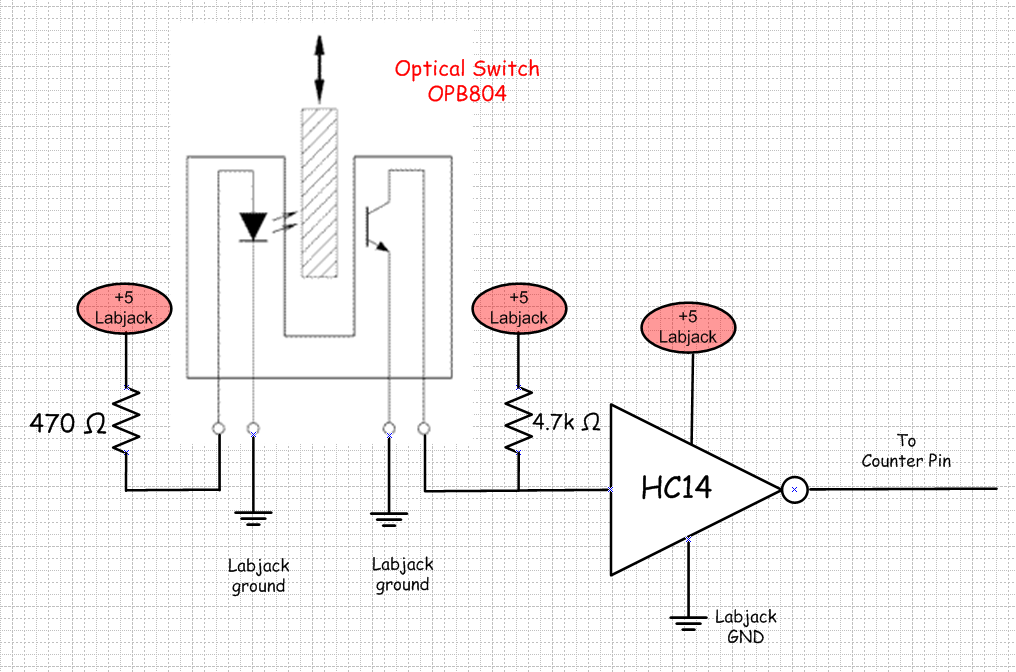 Optical Switch
OPB804
+5
Labjack
+5
Labjack
+5
Labjack
470 Ω
4.7k Ω
HC14
To
Counter Pin
Labjack
ground
Labjack
ground
Labjack
GND